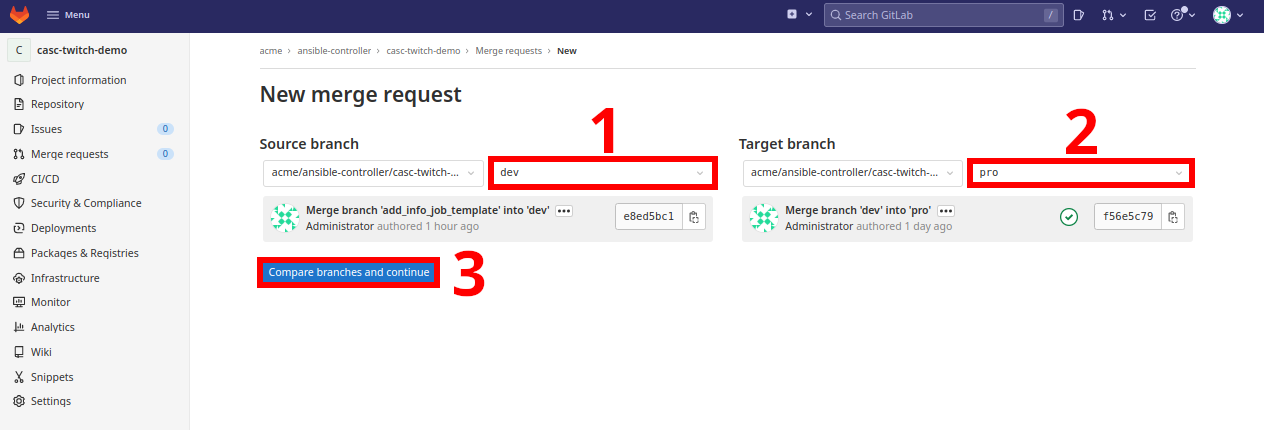 Menu
Search GitLab
/
C casc-twitch-demo
Project information
Repository
Issues 0
Merge requests 0
CI/CD
Security & Compliance
Deployments
Packages & Registries
Infrastructure
Monitor
Analytics
Wiki
Snippets
Settings
acme › ansible-controller › casc-twitch-demo › Merge requests › New
New merge request
1
2
Source branch
acme/ansible-controller/casc-twitch-...
dev
Merge branch 'add_info_job_template' into 'dev'
Administrator authored 1 hour ago
e8ed5bc1
Target branch
acme/ansible-controller/casc-twitch-...
pro
Merge branch 'dev' into 'pro'
Administrator authored 1 day ago
f56e5c79
Compare branches and continue
3